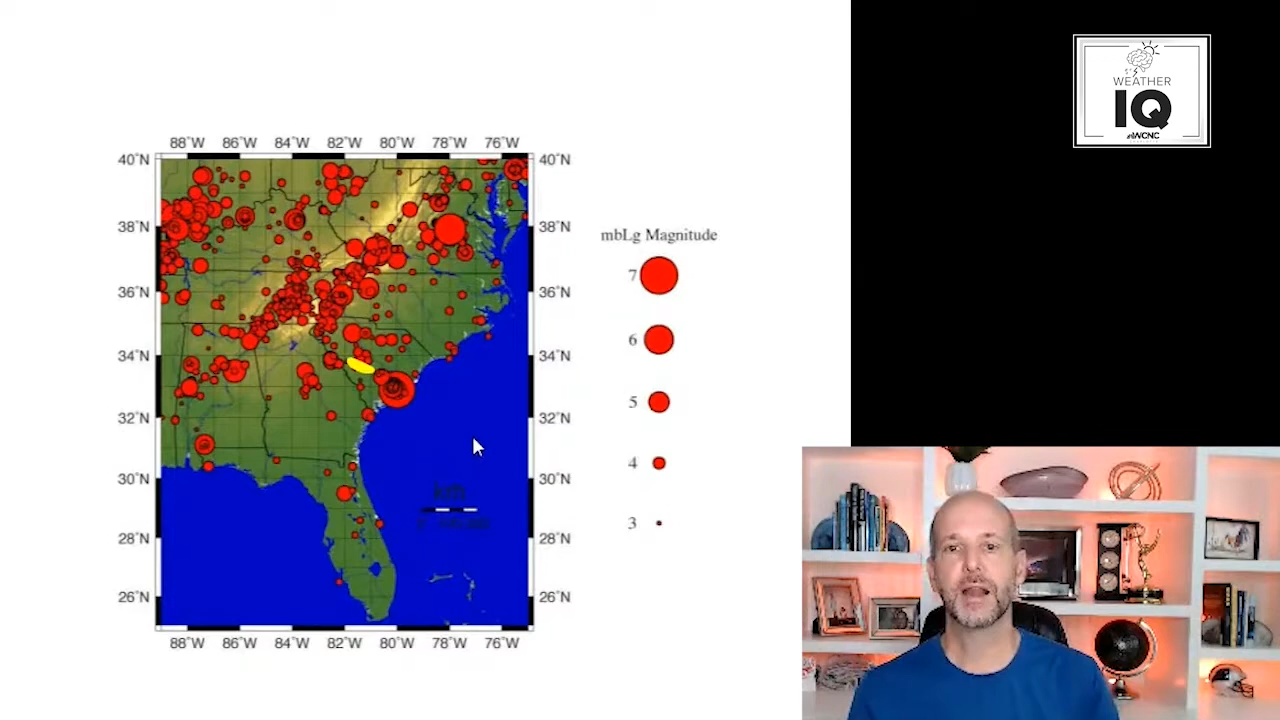 88°W 86°W 84°W 82°W 80°W 78°W 76°W
40°N 40°N
38°N 38°N
36°N 36°N
34°N 34°N
32°N 32°N
30°N 30°N
28°N 28°N
26°N 26°N
88°W 86°W 84°W 82°W 80°W 78°W 76°W
km
mbLg Magnitude
7
6
5
4
3
WEATHER
IQ
WCNC